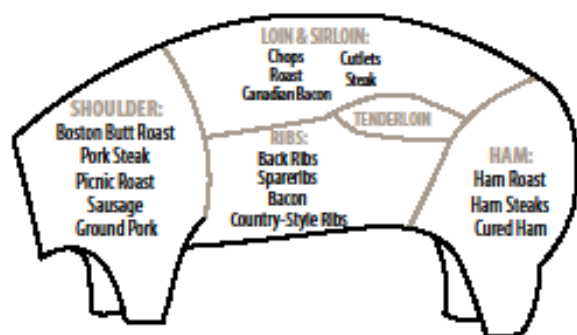 LOIN & SIRLOIN:
Chops
Cutlets
Roast
Steak
Canadian Bacon
TENDERLOIN
SHOULDER:
Boston Butt Roast
Pork Steak
Picnic Roast
Sausage
Ground Pork
RIBS:
Back Ribs
Spareribs
Bacon
Country-Style Ribs
HAM:
Ham Roast
Ham Steaks
Cured Ham